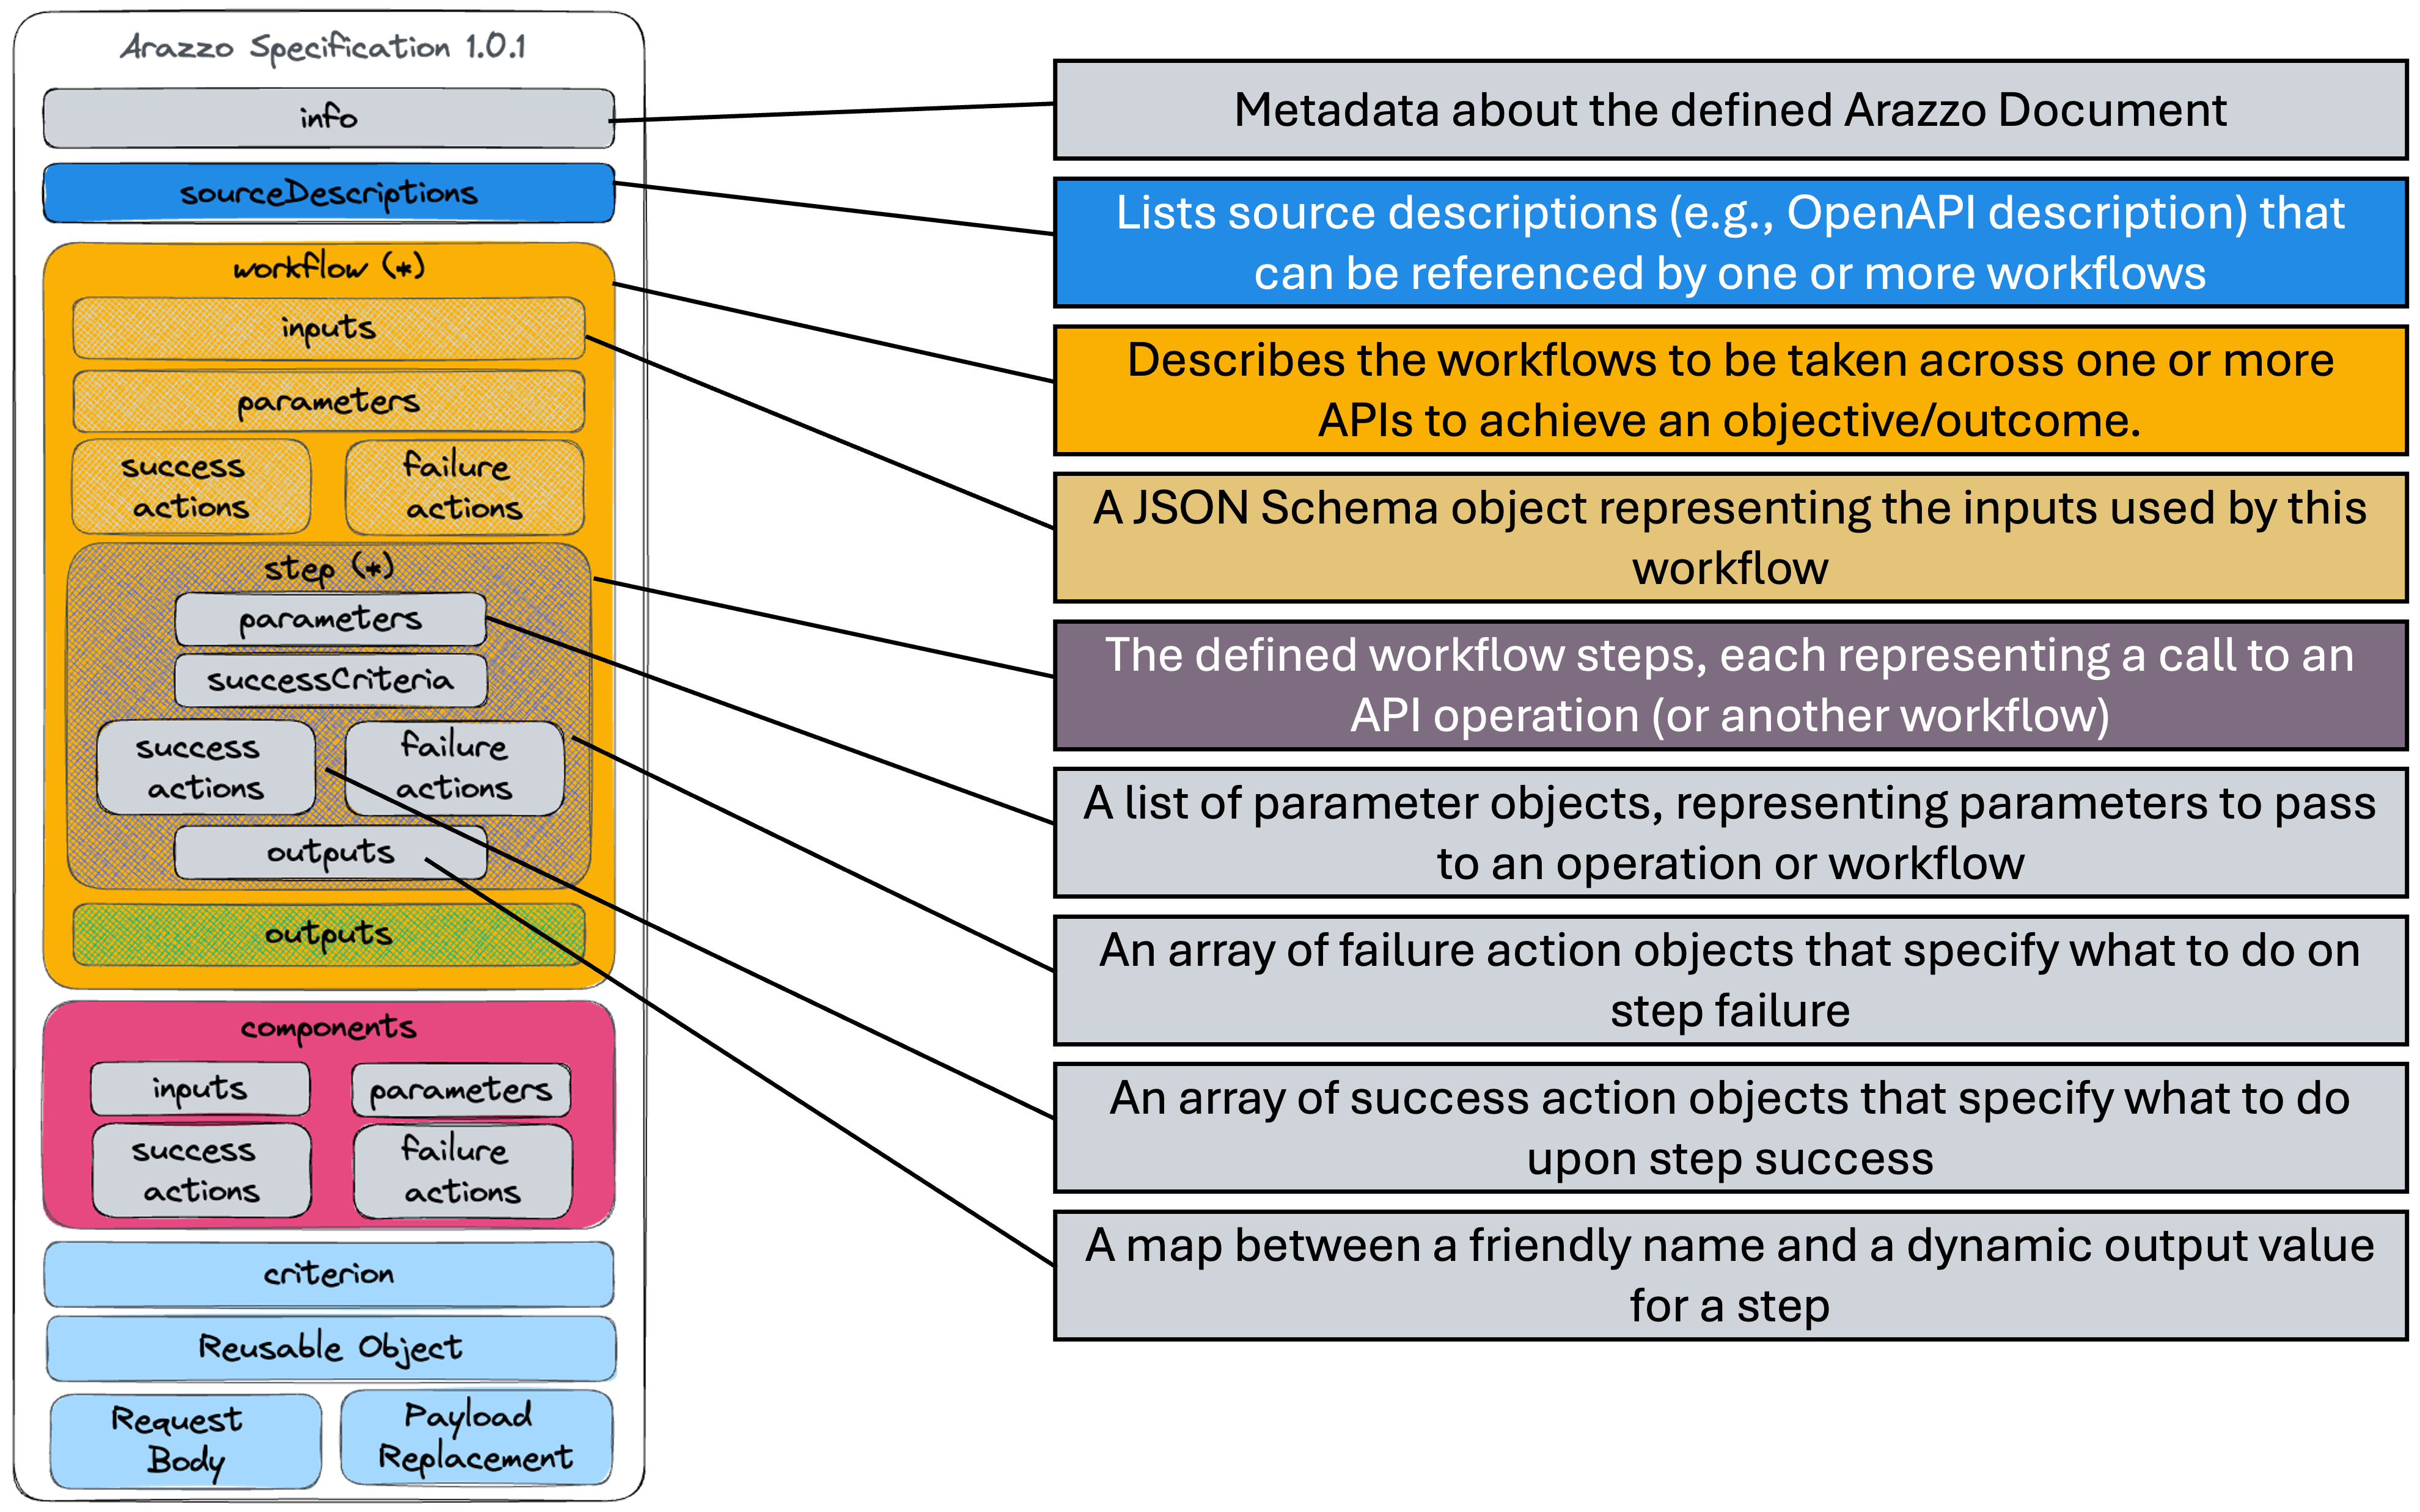 Arazzo Specification 1.0.1
info
sourceDescriptions
workflow (*)
inputs
parameters
success
actions
failure
actions
step (*)
parameters
successCriteria
success
actions
failure
actions
outputs
outputs
components
inputs
parameters
success
actions
failure
actions
criterion
Reusable Object
Request
Body
Payload
Replacement
Metadata about the defined Arazzo Document
Lists source descriptions (e.g., OpenAPI description) that
can be referenced by one or more workflows
Describes the workflows to be taken across one or more
APIs to achieve an objective/outcome.
A JSON Schema object representing the inputs used by this
workflow
The defined workflow steps, each representing a call to an
API operation (or another workflow)
A list of parameter objects, representing parameters to pass
to an operation or workflow
An array of failure action objects that specify what to do on
step failure
An array of success action objects that specify what to do
upon step success
A map between a friendly name and a dynamic output value
for a step